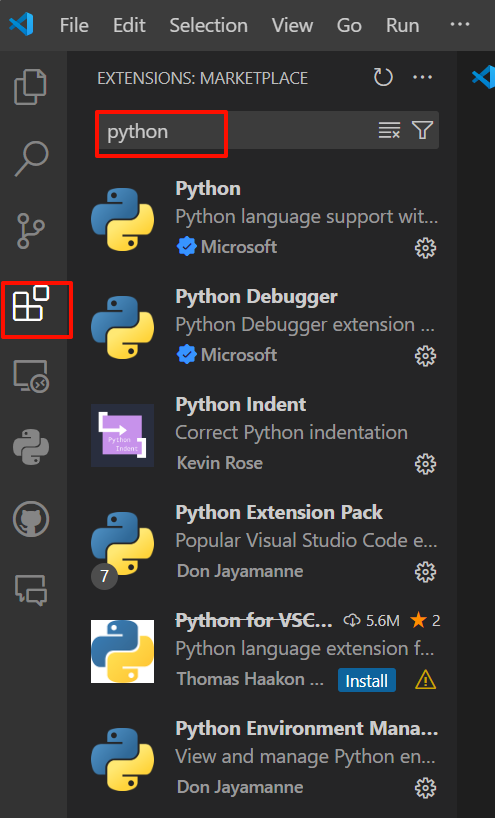 File Edit Selection View Go Run ···
EXTENSIONS: MARKETPLACE
python
Python
Python language support wit...
Microsoft
Python Debugger
Python Debugger extension ...
Microsoft
Python Indent
Python Indent
Correct Python indentation
Kevin Rose
Python Extension Pack
Popular Visual Studio Code e...
7
Don Jayamanne
Python for VSC... 5.6M 2
Python language extension f...
Thomas Haakon ... Install
Python Environment Mana...
View and manage Python en...
Don Jayamanne